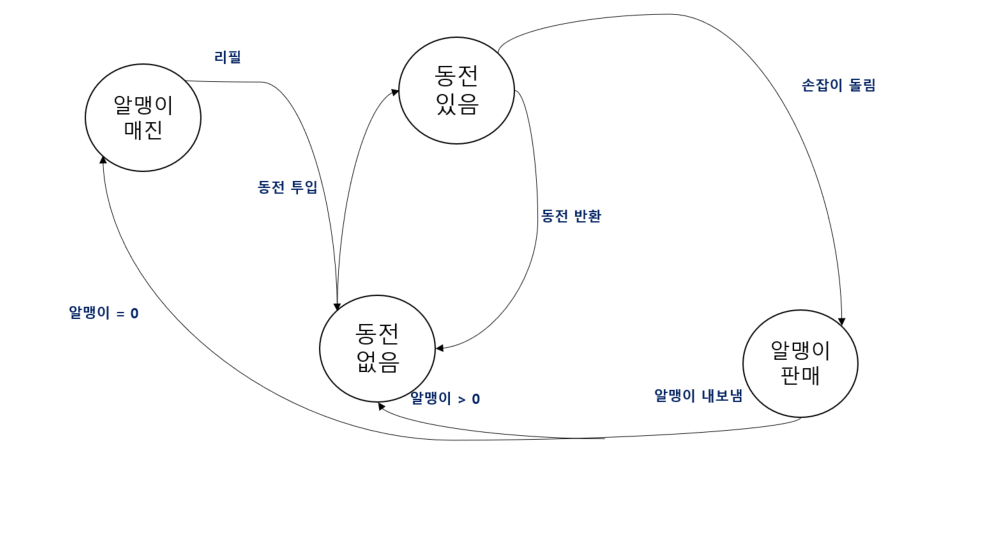 리필
동전
있음
손잡이 돌림
알맹이
매진
동전 투입
동전 반환
알맹이 = 0
동전
없음
알맹이
판매
알맹이 > 0
알맹이 내보냄